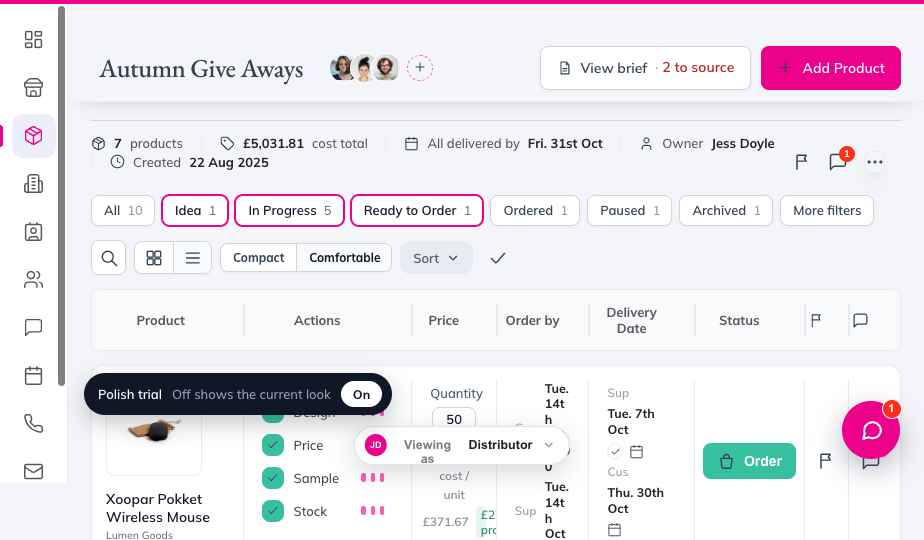 Autumn Give Aways
View brief · 2 to source
Add Product
7 products
£5,031.81 cost total
All delivered by Fri. 31st Oct
Owner Jess Doyle
Created 22 Aug 2025
1
All 10
Idea 1
In Progress 5
Ready to Order 1
Ordered 1
Paused 1
Archived 1
More filters
Compact
Comfortable
Sort
Product
Actions
Price
Order by
Delivery
Date
Status
Polish trial Off shows the current look On
Design
Price
Sample
Stock
Xoopar Pokket
Wireless Mouse
Lumen Goods
Quantity
50
cost /
unit
£371.67
JD
Viewing
as
Distributor
Tue.
14t
h
Tue.
14t
h
Oct
Sup
Sup
Tue. 7th
Oct
Cus
Thu. 30th
Oct
Order
1